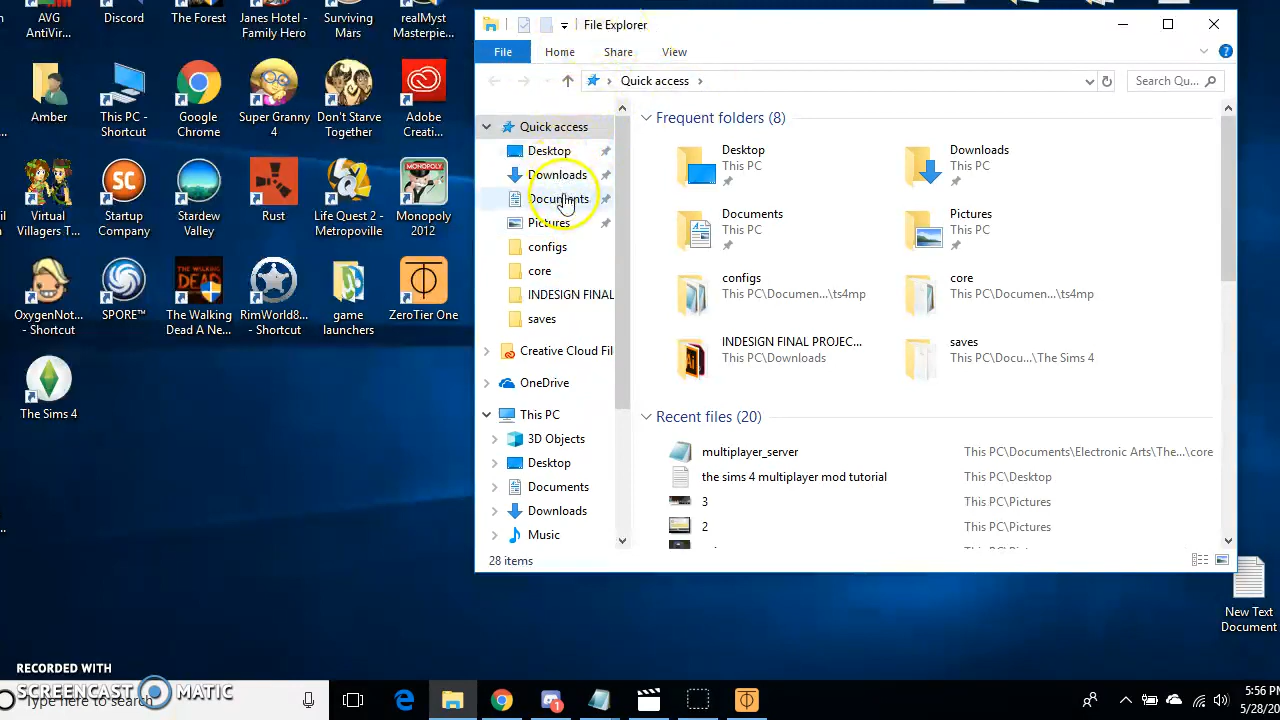 AVG
AntiVir...
Discord
The Forest
Janes Hotel -
Family Hero
Surviving
Mars
realMyst
Masterpie...
Amber
This PC -
Shortcut
Google
Chrome
Super Granny
4
Don't Starve
Together
Adobe
Creati...
Virtual
Villagers T...
Startup
Company
Stardew
Valley
Rust
Life Quest 2 -
Metropoville
Monopoly
2012
OxygenNot...
- Shortcut
SPORE™
The Walking
Dead A Ne...
RimWorld8...
- Shortcut
game
launchers
ZeroTier One
The Sims 4
File Explorer
File
Home
Share
View
Quick access
Search Qu...
Quick access
Desktop
Downloads
Documents
Pictures
configs
core
INDESIGN FINAL
saves
Creative Cloud Fil
OneDrive
This PC
3D Objects
Desktop
Documents
Downloads
Music
Frequent folders (8)
Desktop
This PC
Downloads
This PC
Documents
This PC
Pictures
This PC
configs
This PC\Documen...\ts4mp
core
This PC\Documen...\ts4mp
INDESIGN FINAL PROJEC...
This PC\Downloads
saves
This PC\Docu...\The Sims 4
Recent files (20)
multiplayer_server This PC\Documents\Electronic Arts\The...\core
the sims 4 multiplayer mod tutorial This PC\Desktop
3 This PC\Pictures
2 This PC\Pictures
28 items
New Text
Document
RECORDED WITH
SCREENCAST MATIC
Type here to search
5:56 PM
5/28/20